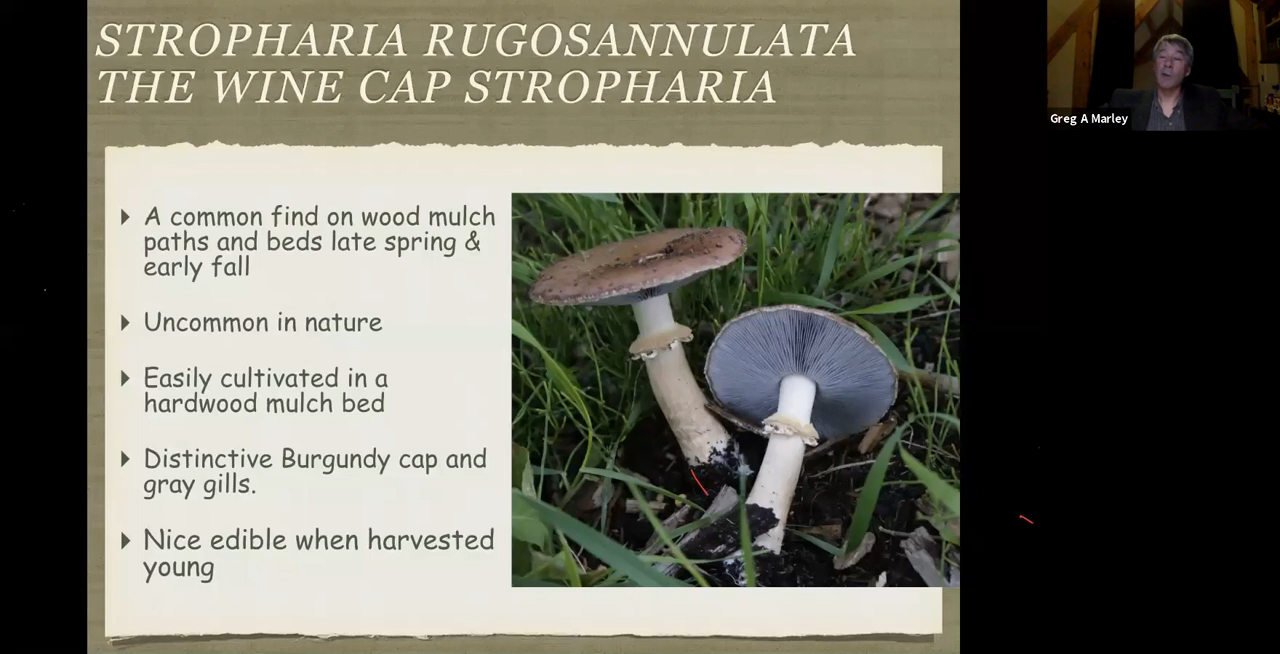 STROPHARIA RUGOSANNULATA
THE WINE CAP STROPHARIA
A common find on wood mulch
paths and beds late spring &
early fall
Uncommon in nature
Easily cultivated in a
hardwood mulch bed
Distinctive Burgundy cap and
gray gills.
Nice edible when harvested
young
Greg A Marley